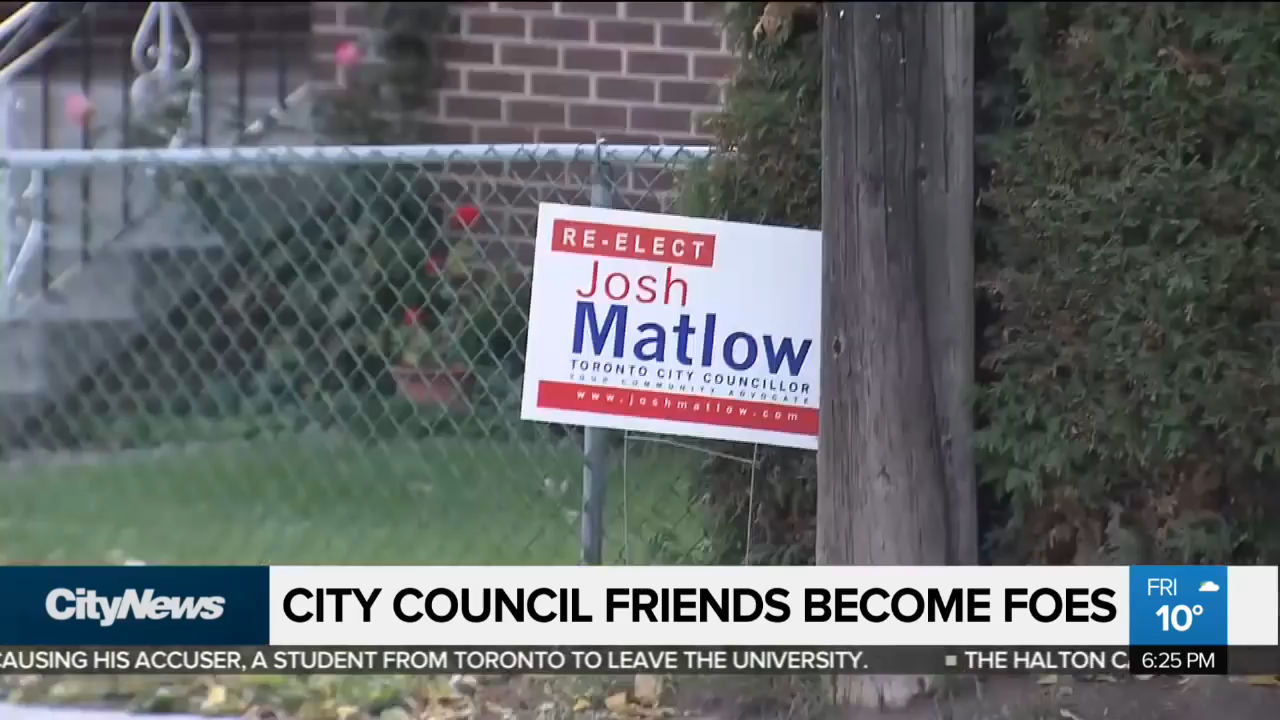 RE-ELECT
Josh
Matlow
TORONTO CITY COUNCILLOR
YOUR COMMUNITY ADVOCATE
www.joshmatlow.com
CityNews
CITY COUNCIL FRIENDS BECOME FOES
FRI
10°
CAUSING HIS ACCUSER, A STUDENT FROM TORONTO TO LEAVE THE UNIVERSITY. ■ THE HALTON C
6:25 PM